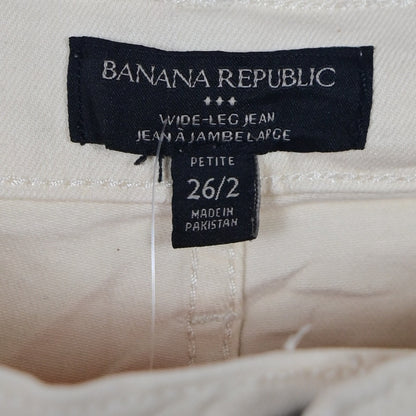 BANANA REPUBLIC
WIDE-LEG JEAN
JEAN À JAMBE LARGE
PETITE
26/2
MADE IN
PAKISTAN